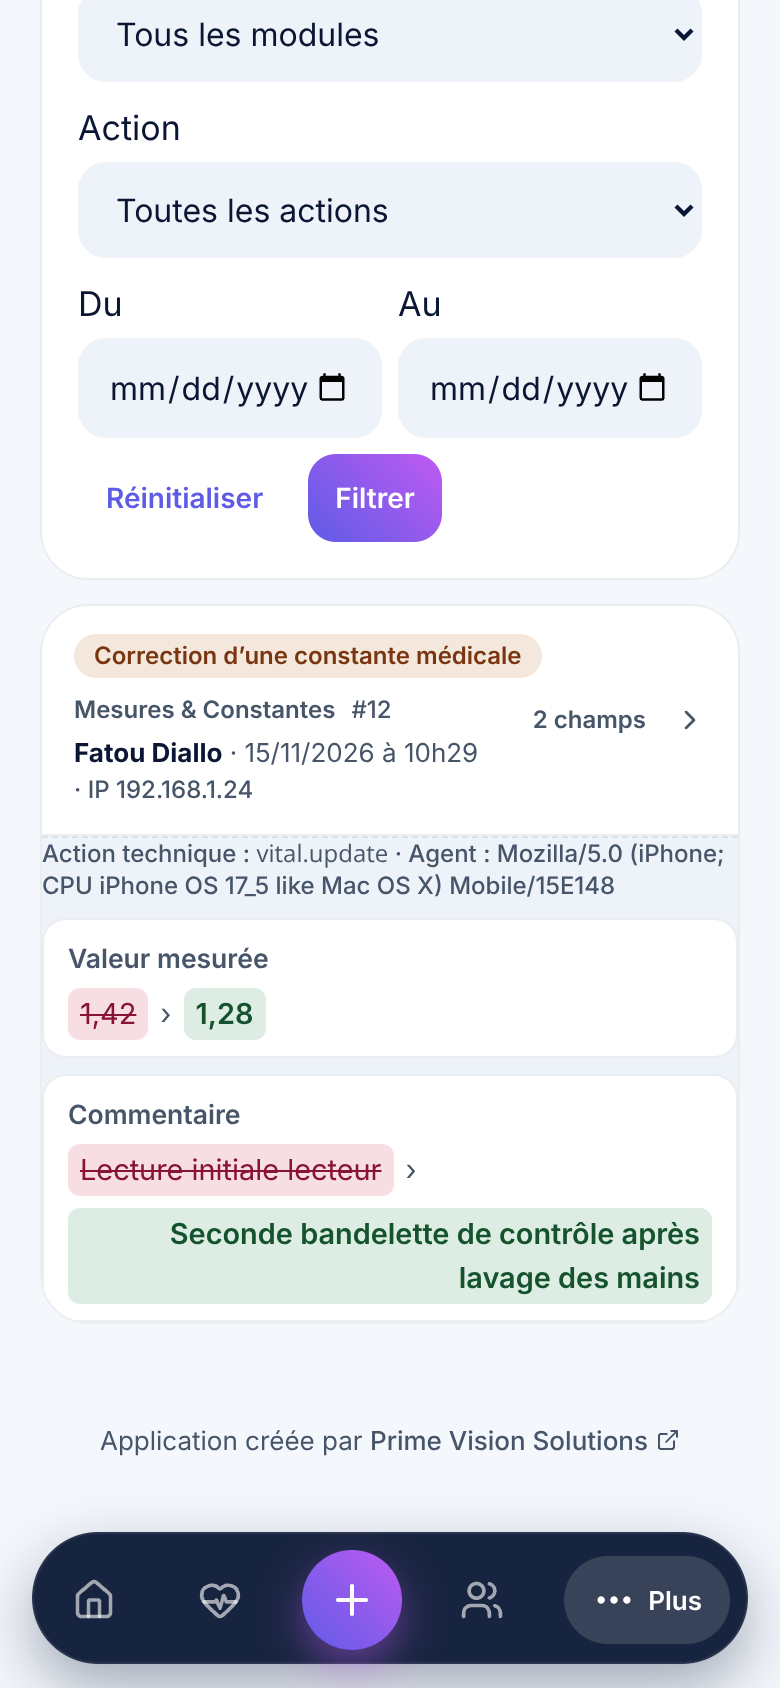 Tous les modules
Action
Toutes les actions
Du
Au
mm/dd/yyyy
mm/dd/yyyy
Réinitialiser
Filtrer
Correction d’une constante médicale
Mesures & Constantes #12
2 champs
Fatou Diallo · 15/11/2026 à 10h29
· IP 192.168.1.24
Action technique : vital.update · Agent : Mozilla/5.0 (iPhone;
CPU iPhone OS 17_5 like Mac OS X) Mobile/15E148
Valeur mesurée
1,42 › 1,28
Commentaire
Lecture initiale lecteur ›
Seconde bandelette de contrôle après
lavage des mains
Application créée par Prime Vision Solutions
Plus